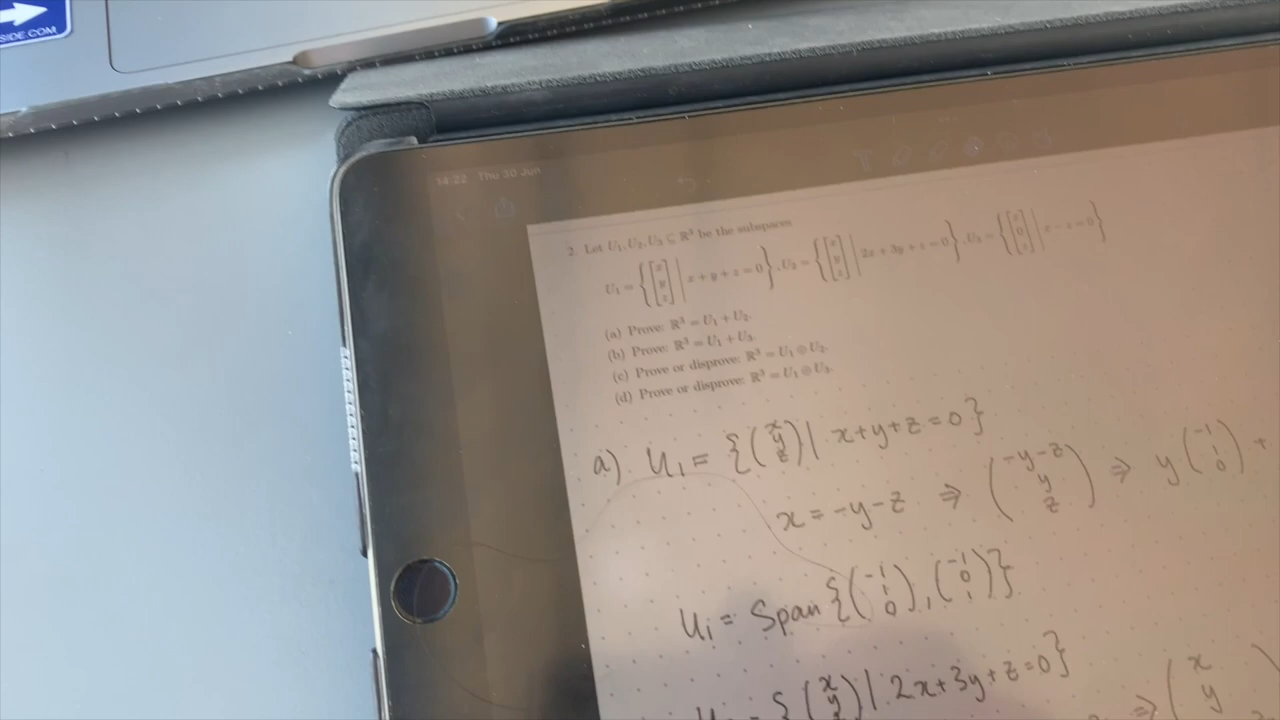 SIDE.COM
14:22 Thu 30 Jun
2. Let U₁, U₂, U₃ ⊆ ℝ³ be the subspaces
U₁ = {[x y z] | x + y + z = 0}, U₂ = {[x y z] | 2x + 3y + z = 0}, U₃ = {[x 0 z] | x − z = 0}
(a) Prove: ℝ³ = U₁ + U₂.
(b) Prove: ℝ³ = U₁ + U₃.
(c) Prove or disprove: ℝ³ = U₁ ⊕ U₂.
(d) Prove or disprove: ℝ³ = U₁ ⊕ U₃.
a). U₁ = {(x y z) | x+y+z=0}
x = -y-z ⇒ (-y-z y z) ⇒ y(-1 1 0) +
U₁ = Span{(-1 1 0), (-1 0 1)}
{(x y | 2x+3y+z=0} ⇒ (x y